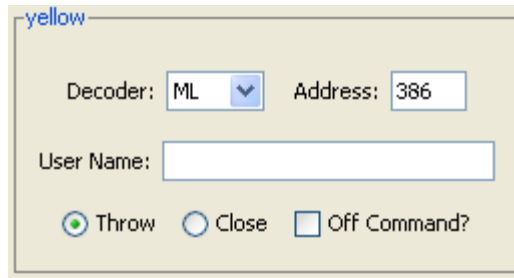 yellow
Decoder: ML Address: 386
User Name:
Throw Close Off Command?